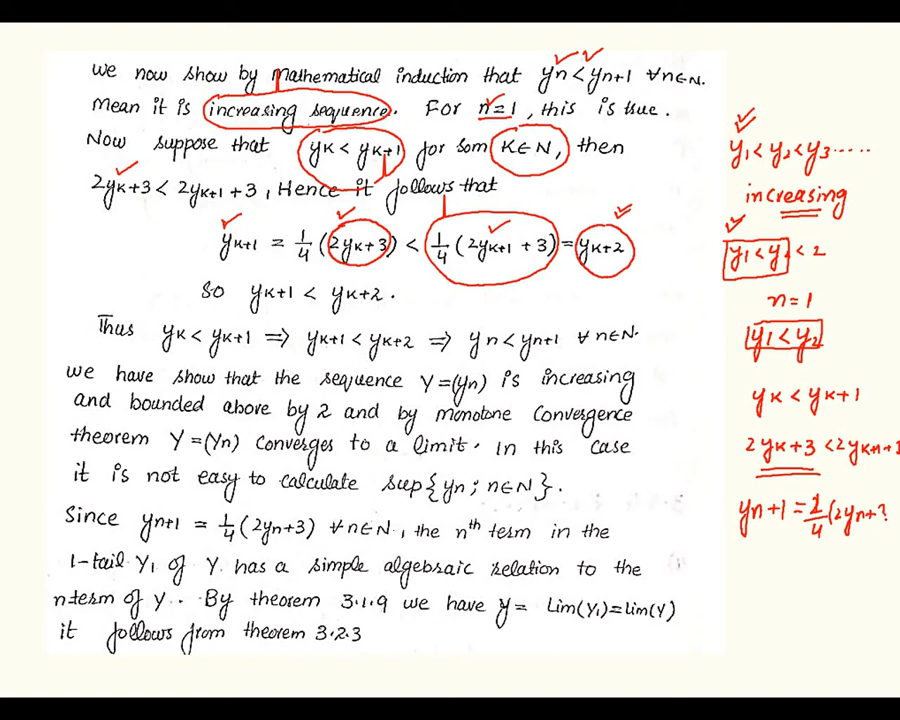 we now show by mathematical induction that yn < yn+1 ∀n∈N.
mean it is increasing sequence. For n=1, this is true.
Now suppose that yK < yK+1 for som K∈N, then
2yK+3 < 2yK+1 +3, Hence it follows that
yK+1 = 1/4 (2yK+3) < 1/4 (2yK+1 + 3) = yK+2
So yK+1 < yK+2.
Thus yK < yK+1 ⟹ yK+1 < yK+2 ⟹ yn < yn+1 ∀n∈N.
we have show that the sequence Y=(yn) is increasing
and bounded above by 2 and by monotone Convergence
theorem Y=(Yn) Converges to a limit. in this case
it is not easy to calculate sup{yn; n∈N}.
Since yn+1 = 1/4 (2yn+3) ∀n∈N, the nth term in the
1-tail Y1 of Y has a simple algebraic relation to the
nterm of Y. By theorem 3.1.9 we have y = Lim(Y1)=lim(Y)
it follows from theorem 3.2.3
y1 < y2 < y3.....
increasing
y1 < y < 2
n=1
y1 < y2
yK < yK+1
2yK+3 < 2yK+1+3
yn+1 = 1/4 (2yn+3